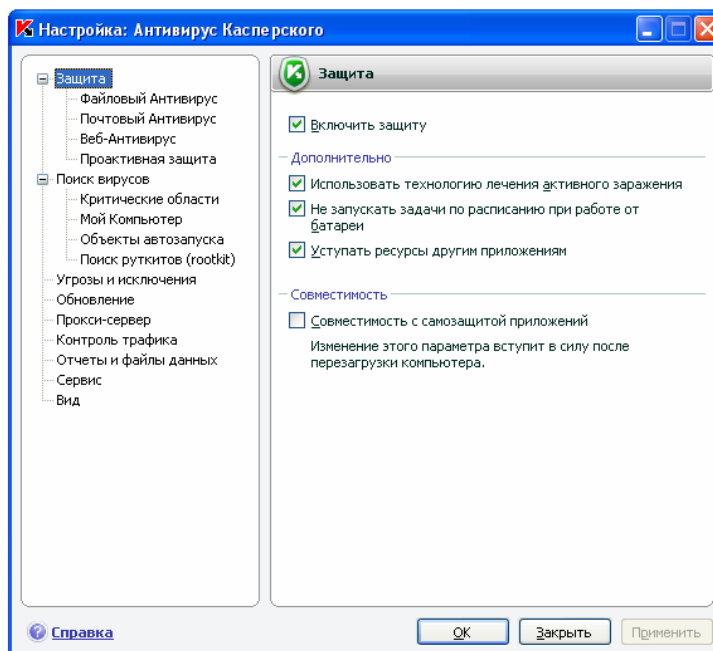 Настройка: Антивирус Касперского
Защита
Файловый Антивирус
Почтовый Антивирус
Веб-Антивирус
Проактивная защита
Поиск вирусов
Критические области
Мой Компьютер
Объекты автозапуска
Поиск руткитов (rootkit)
Угрозы и исключения
Обновление
Прокси-сервер
Контроль трафика
Отчеты и файлы данных
Сервис
Вид
Защита
Включить защиту
Дополнительно
Использовать технологию лечения активного заражения
Не запускать задачи по расписанию при работе от
батареи
Уступать ресурсы другим приложениям
Совместимость
Совместимость с самозащитой приложений
Изменение этого параметра вступит в силу после
перезагрузки компьютера.
Справка
ОК
Закрыть
Применить